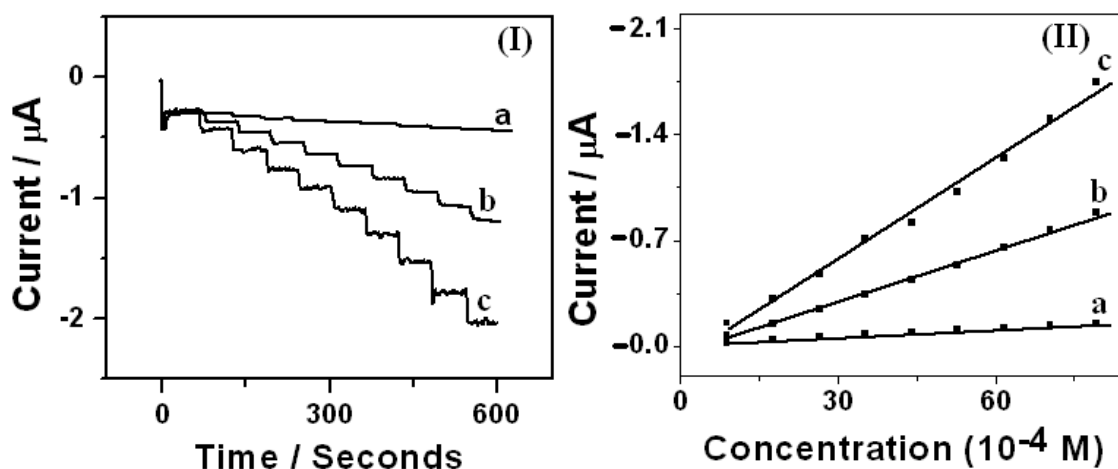 (I)
Current / μA
0
-1
-2
a
b
c
0
300
600
Time / Seconds
(II)
Current / μA
−2.1
−1.4
−0.7
−0.0
c
b
a
0
30
60
Concentration (10⁻⁴ M)